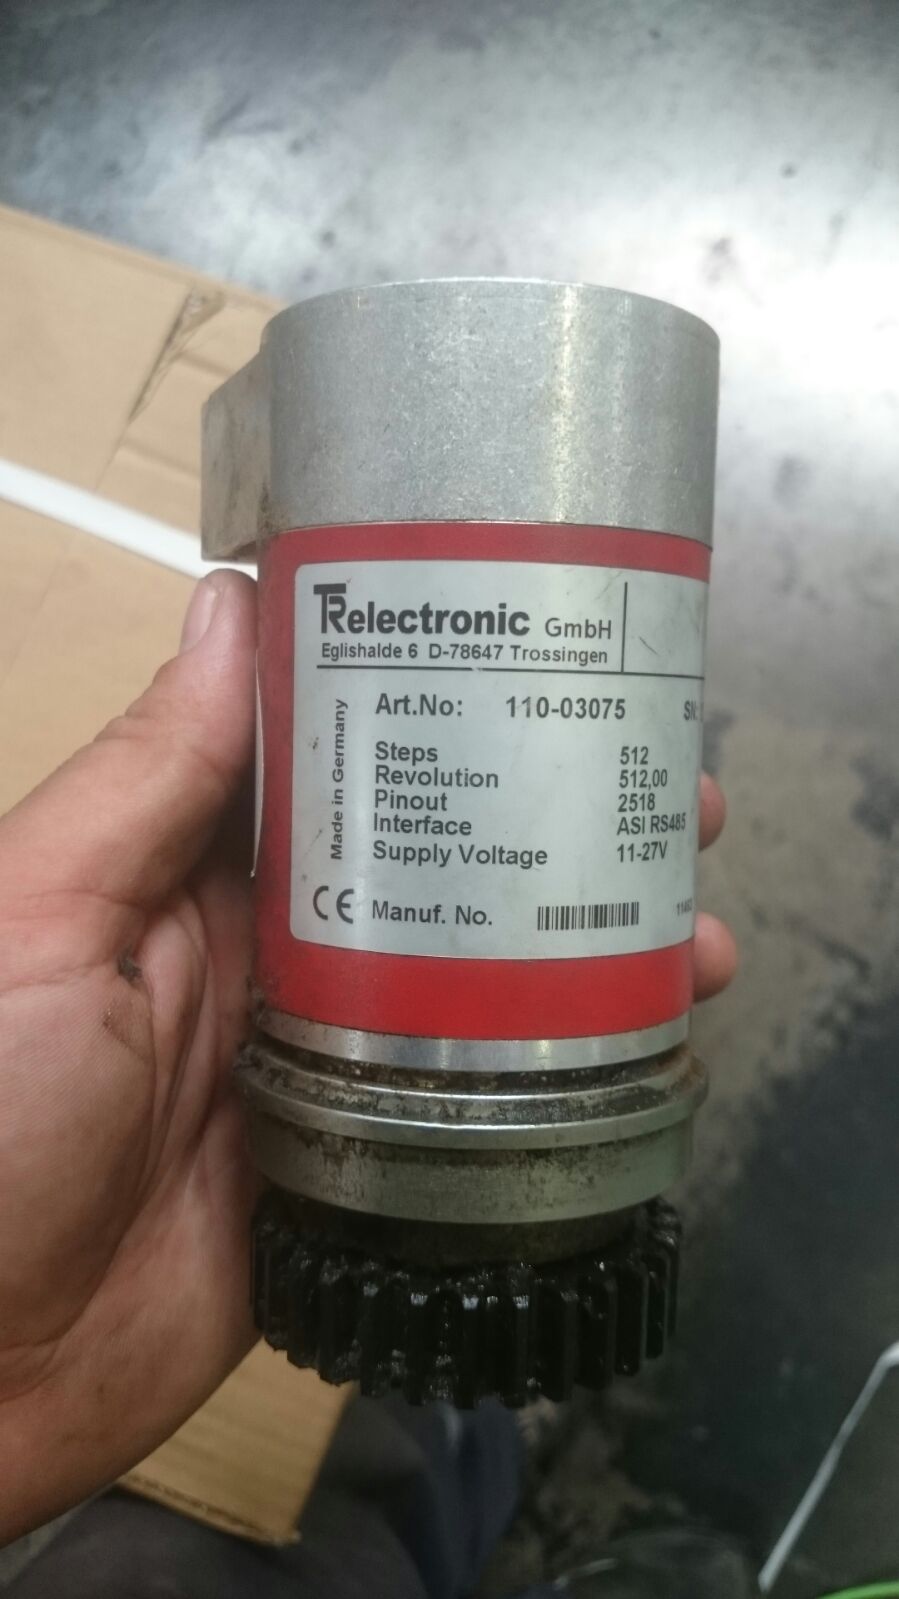 TRelectronic GmbH
Eglishalde 6 D-78647 Trossingen
Art.No: 110-03075 SN:
Made in Germany
Steps 512
Revolution 512,00
Pinout 2518
Interface ASI RS485
Supply Voltage 11-27V
CE Manuf. No.